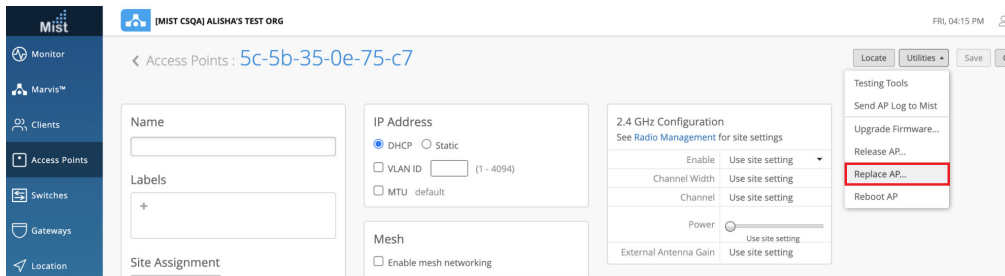 Mist
[MIST CSQA] ALISHA'S TEST ORG
FRI, 04:15 PM
Monitor
Marvis™
Clients
Access Points
Switches
Gateways
Location
< Access Points : 5c-5b-35-0e-75-c7
Locate
Utilities
Save
Testing Tools
Send AP Log to Mist
Upgrade Firmware...
Release AP...
Replace AP...
Reboot AP
Name
Labels
+
Site Assignment
IP Address
DHCP Static
VLAN ID (1 - 4094)
MTU default
Mesh
Enable mesh networking
2.4 GHz Configuration
See Radio Management for site settings
Enable Use site setting
Channel Width Use site setting
Channel Use site setting
Power
Use site setting
External Antenna Gain Use site setting